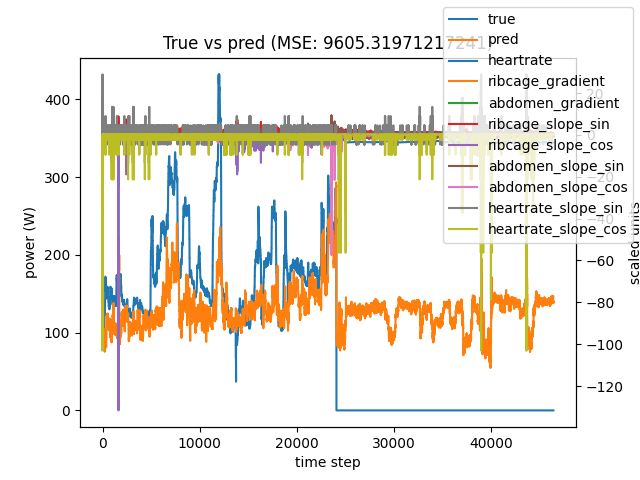 True vs pred (MSE: 9605.31971217241)
true
pred
heartrate
ribcage_gradient
abdomen_gradient
ribcage_slope_sin
ribcage_slope_cos
abdomen_slope_sin
abdomen_slope_cos
heartrate_slope_sin
heartrate_slope_cos
power (W)
400
300
200
100
0
0
10000
20000
30000
40000
time step
20
0
−20
−40
−60
−80
−100
−120
scaled units